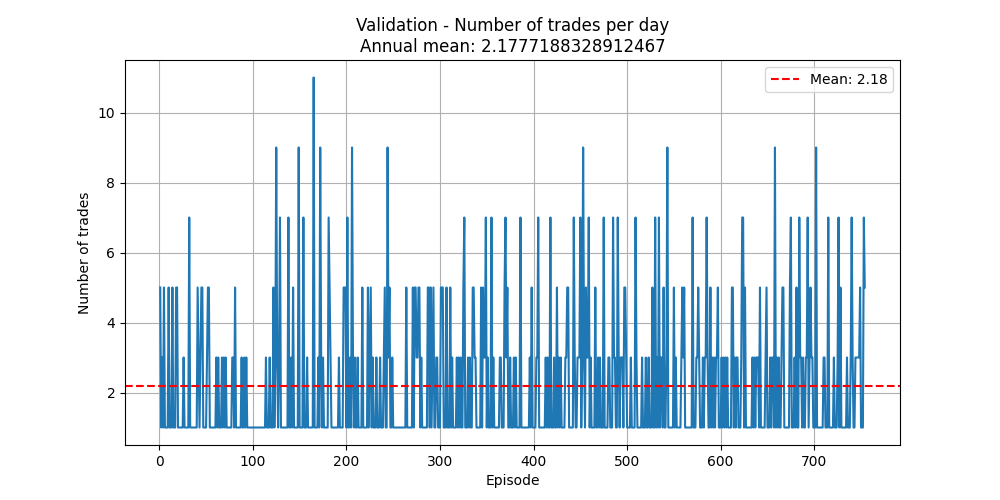 Validation - Number of trades per day
Annual mean: 2.1777188328912467
Mean: 2.18
10
8
6
4
2
Number of trades
0 100 200 300 400 500 600 700
Episode